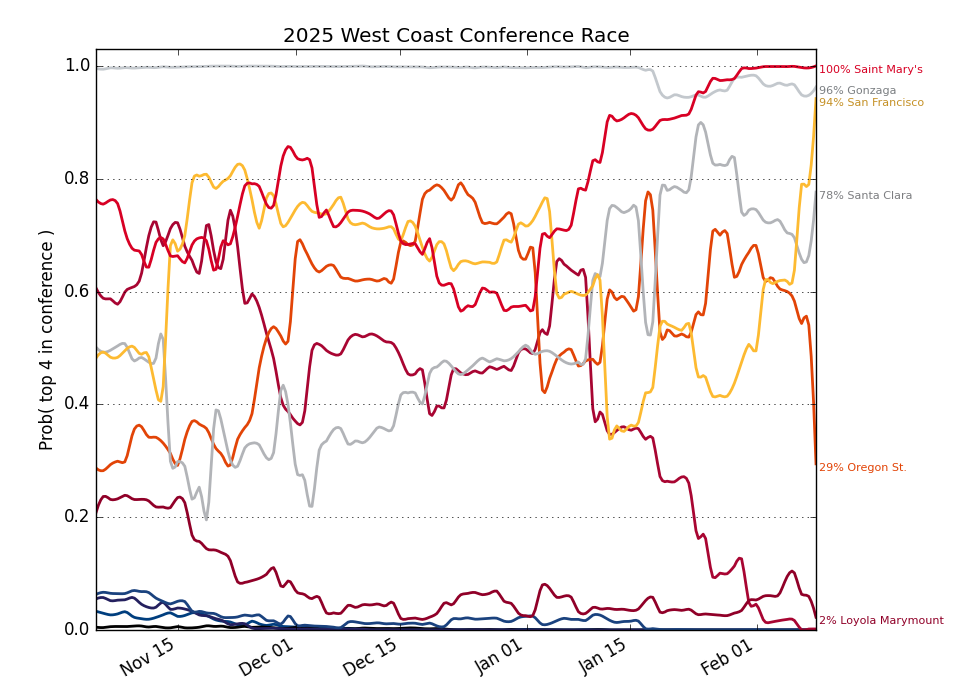 2025 West Coast Conference Race
Prob( top 4 in conference )
1.0
0.8
0.6
0.4
0.2
0.0
Nov 15
Dec 01
Dec 15
Jan 01
Jan 15
Feb 01
100% Saint Mary's
96% Gonzaga
94% San Francisco
78% Santa Clara
29% Oregon St.
2% Loyola Marymount